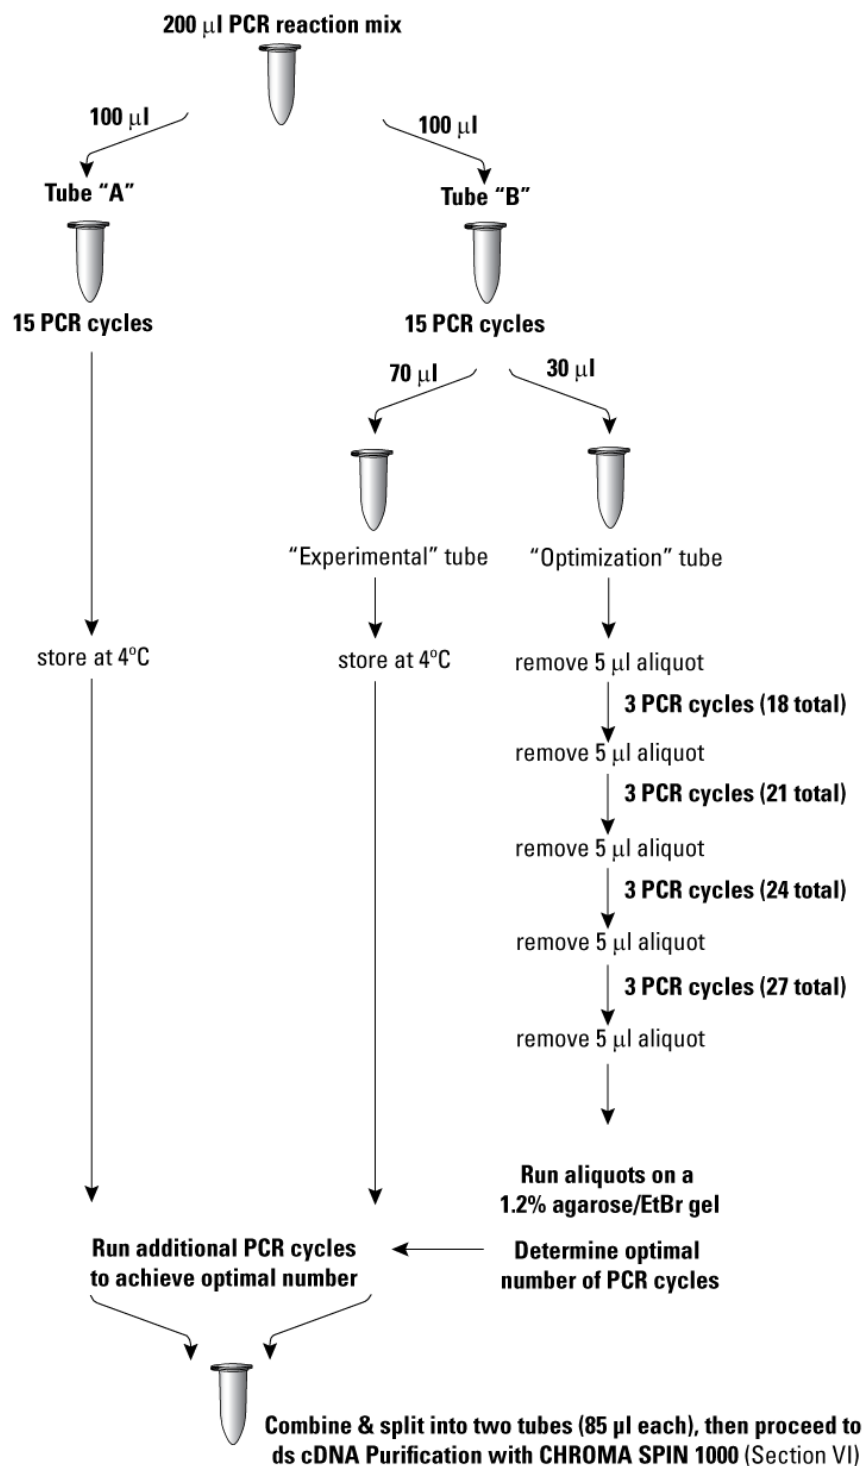 200 μl PCR reaction mix
100 μl
100 μl
Tube “A”
Tube “B”
15 PCR cycles
15 PCR cycles
70 μl
30 μl
“Experimental” tube
“Optimization” tube
store at 4ºC
store at 4ºC
remove 5 μl aliquot
3 PCR cycles (18 total)
remove 5 μl aliquot
3 PCR cycles (21 total)
remove 5 μl aliquot
3 PCR cycles (24 total)
remove 5 μl aliquot
3 PCR cycles (27 total)
remove 5 μl aliquot
Run aliquots on a
1.2% agarose/EtBr gel
Run additional PCR cycles
to achieve optimal number
Determine optimal
number of PCR cycles
Combine & split into two tubes (85 μl each), then proceed to
ds cDNA Purification with CHROMA SPIN 1000 (Section VI)